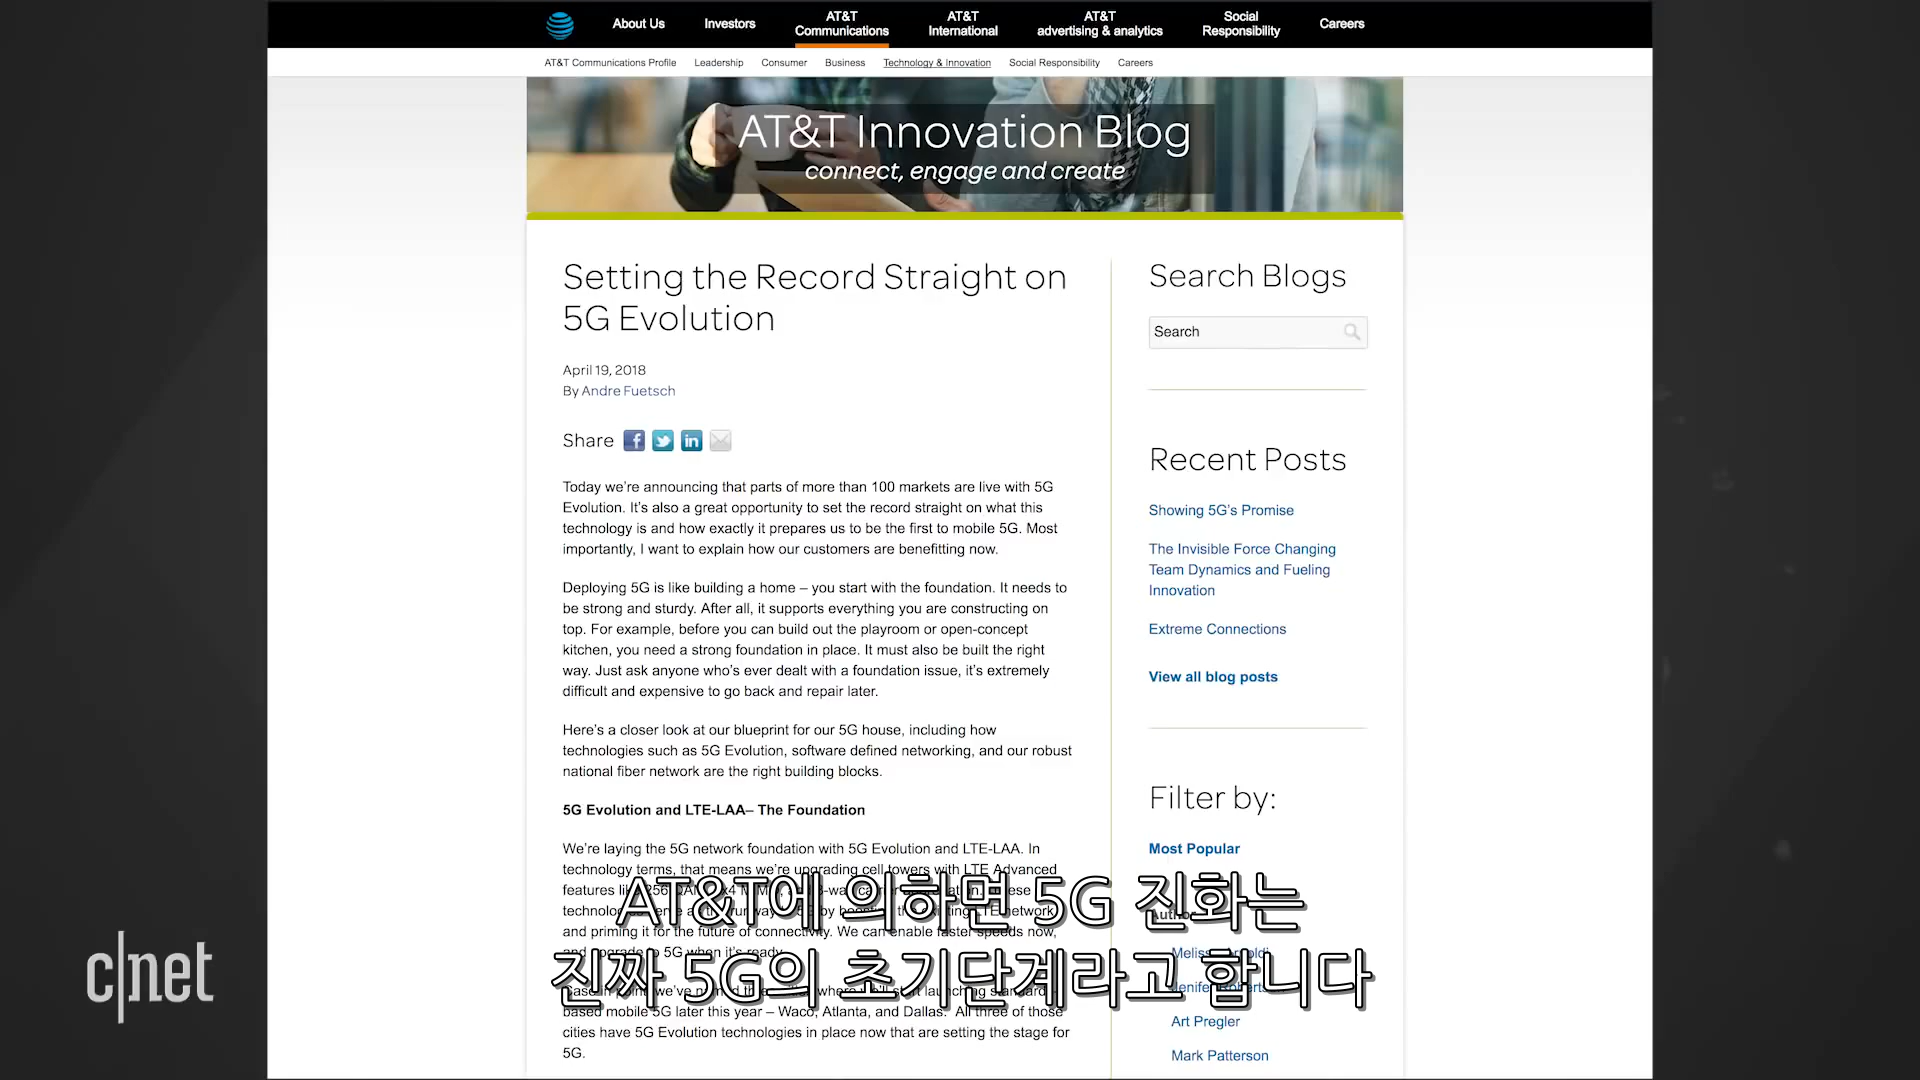 About Us
Investors
AT&T
Communications
AT&T
International
AT&T
advertising & analytics
Social
Responsibility
Careers
AT&T Communications Profile
Leadership
Consumer
Business
Technology & Innovation
Social Responsibility
Careers
AT&T Innovation Blog
connect, engage and create
Setting the Record Straight on
5G Evolution
April 19, 2018
By Andre Fuetsch
Share
Today we’re announcing that parts of more than 100 markets are live with 5G
Evolution. It’s also a great opportunity to set the record straight on what this
technology is and how exactly it prepares us to be the first to mobile 5G. Most
importantly, I want to explain how our customers are benefitting now.
Deploying 5G is like building a home – you start with the foundation. It needs to
be strong and sturdy. After all, it supports everything you are constructing on
top. For example, before you can build out the playroom or open-concept
kitchen, you need a strong foundation in place. It must also be built the right
way. Just ask anyone who’s ever dealt with a foundation issue, it’s extremely
difficult and expensive to go back and repair later.
Here’s a closer look at our blueprint for our 5G house, including how
technologies such as 5G Evolution, software defined networking, and our robust
national fiber network are the right building blocks.
5G Evolution and LTE-LAA– The Foundation
We’re laying the 5G network foundation with 5G Evolution and LTE-LAA. In
technology terms, that means we’re upgrading cell towers with LTE Advanced
features
and priming it for the future of connectivity. We can enable faster speeds now,
5G when it’s ready
based mobile 5G later this year – Waco, Atlanta, and Dallas. All three of those
cities have 5G Evolution technologies in place now that are setting the stage for
5G.
Search Blogs
Search
Recent Posts
Showing 5G’s Promise
The Invisible Force Changing
Team Dynamics and Fueling
Innovation
Extreme Connections
View all blog posts
Filter by:
Most Popular
Author
Art Pregler
Mark Patterson
AT&T에 의하면 5G 진화는
진짜 5G의 초기단계라고 합니다
c|net